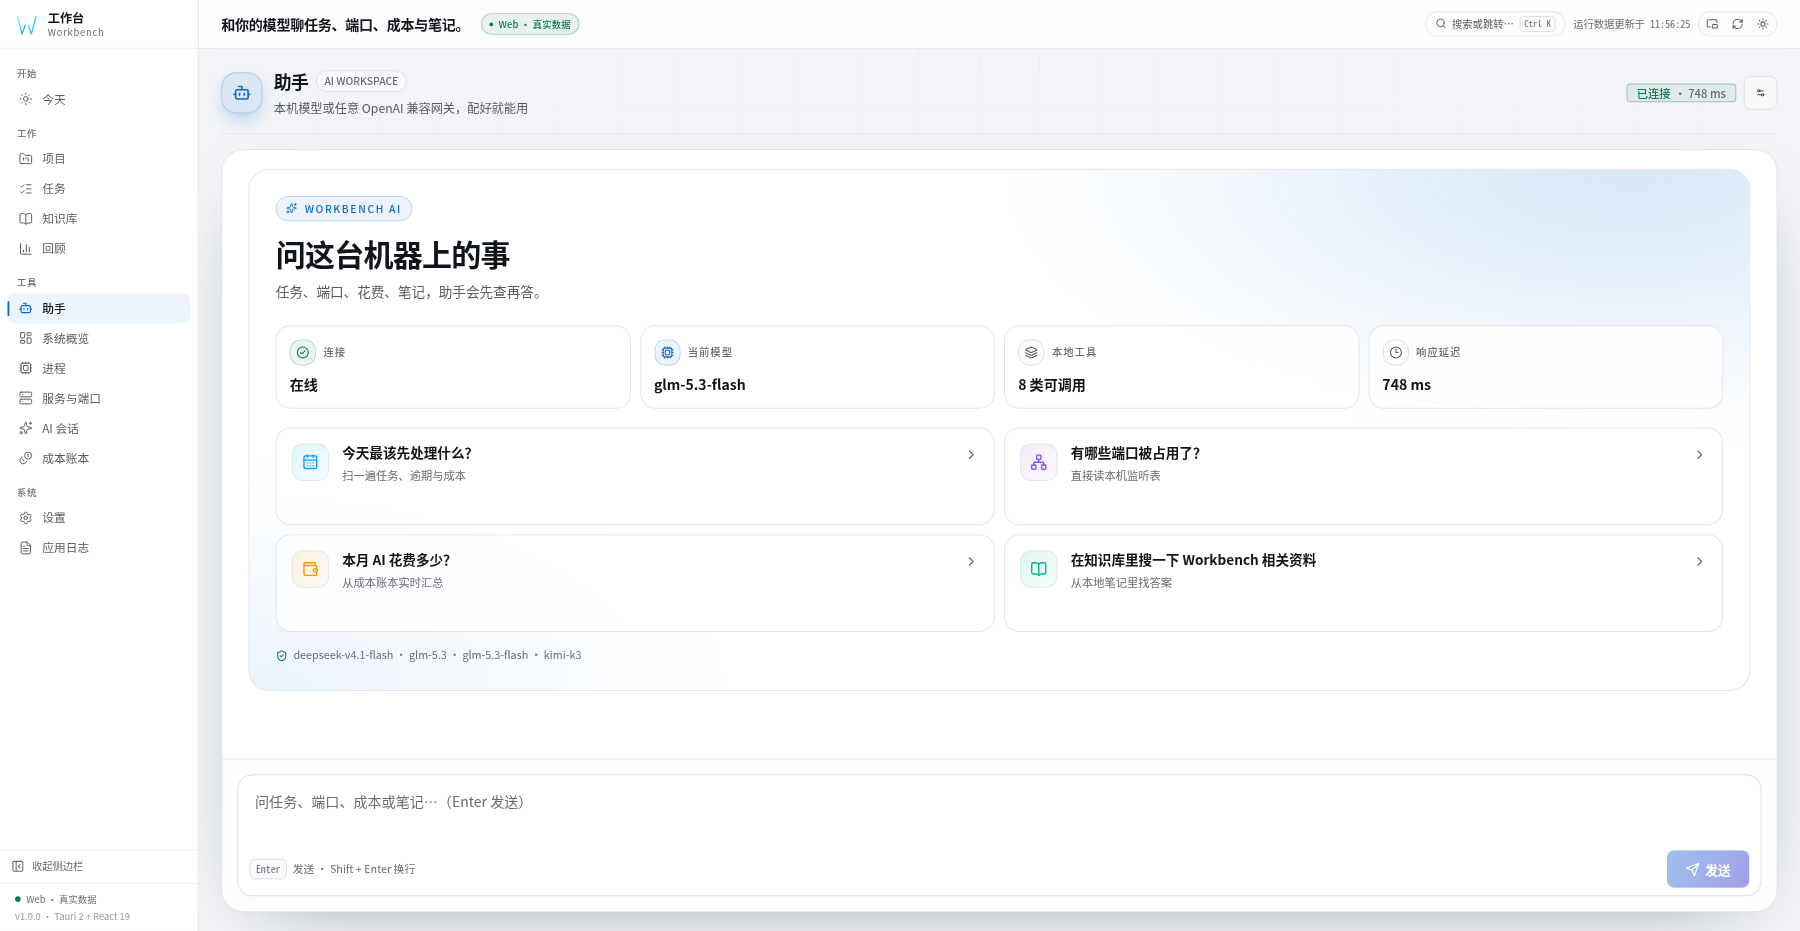 工作台
Workbench
开始
今天
工作
项目
任务
知识库
回顾
工具
助手
系统概览
进程
服务与端口
AI 会话
成本账本
系统
设置
应用日志
收起侧边栏
Web · 真实数据
v1.0.0 · Tauri 2 + React 19
和你的模型聊任务、端口、成本与笔记。
Web · 真实数据
搜索或跳转… Ctrl K
运行数据更新于 11:56:25
助手 AI WORKSPACE
本机模型或任意 OpenAI 兼容网关，配好就能用
已连接 · 748 ms
WORKBENCH AI
问这台机器上的事
任务、端口、花费、笔记，助手会先查再答。
连接
在线
当前模型
glm-5.3-flash
本地工具
8 类可调用
响应延迟
748 ms
今天最该先处理什么？
扫一遍任务、逾期与成本
有哪些端口被占用了？
直接读本机监听表
本月 AI 花费多少？
从成本账本实时汇总
在知识库里搜一下 Workbench 相关资料
从本地笔记里找答案
deepseek-v4.1-flash · glm-5.3 · glm-5.3-flash · kimi-k3
问任务、端口、成本或笔记…（Enter 发送）
Enter 发送 · Shift + Enter 换行
发送